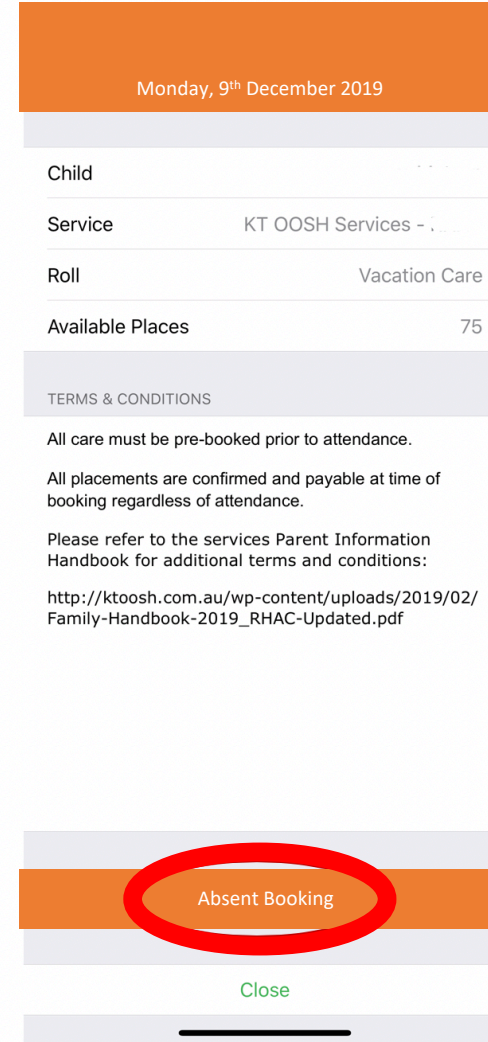 Monday, 9th December 2019
Child
Service KT OOSH Services -
Roll Vacation Care
Available Places 75
TERMS & CONDITIONS
All care must be pre-booked prior to attendance.
All placements are confirmed and payable at time of
booking regardless of attendance.
Please refer to the services Parent Information
Handbook for additional terms and conditions:
http://ktoosh.com.au/wp-content/uploads/2019/02/
Family-Handbook-2019_RHAC-Updated.pdf
Absent Booking
Close